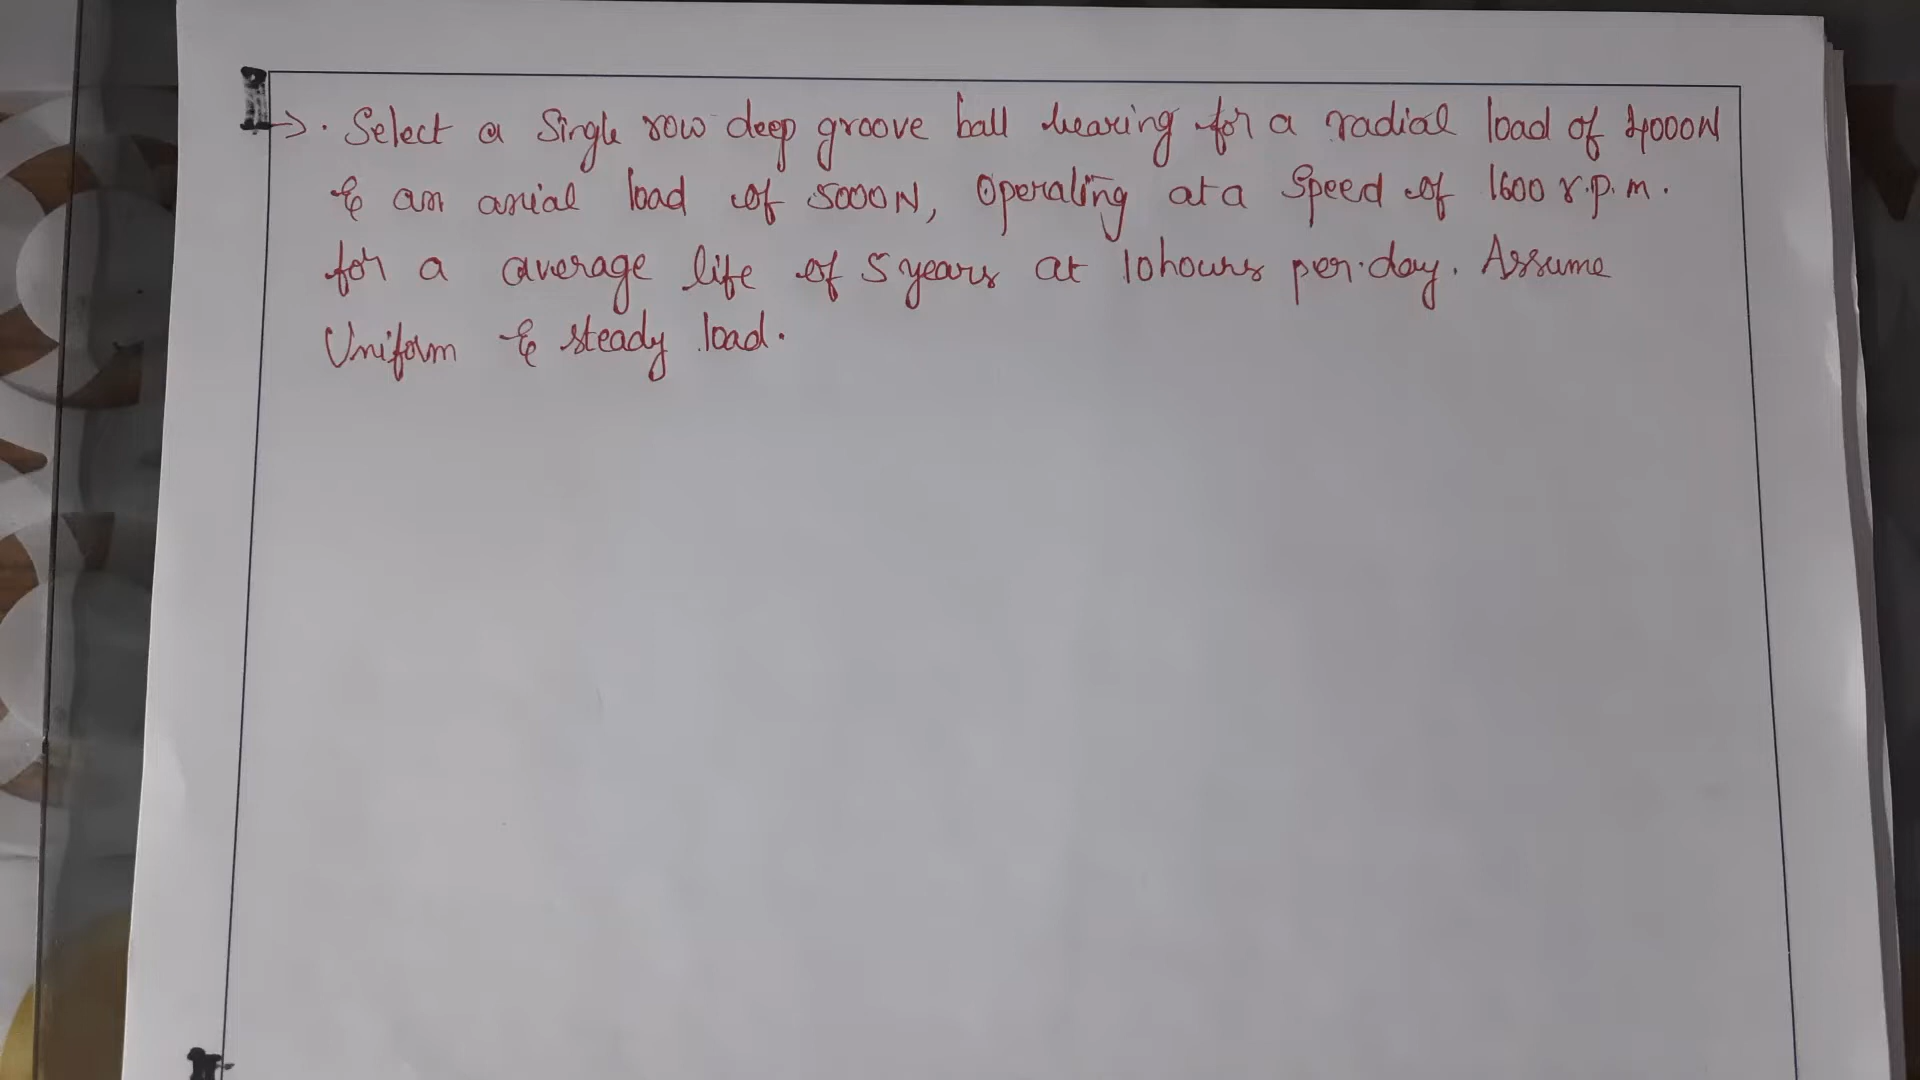 →. Select a Single row deep groove ball bearing for a radial load of 4000N
& an axial load of 5000N, Operating at a Speed of 1600 r.p.m.
for a average life of 5 years at 10 hours per.day. Assume
Uniform & steady load.